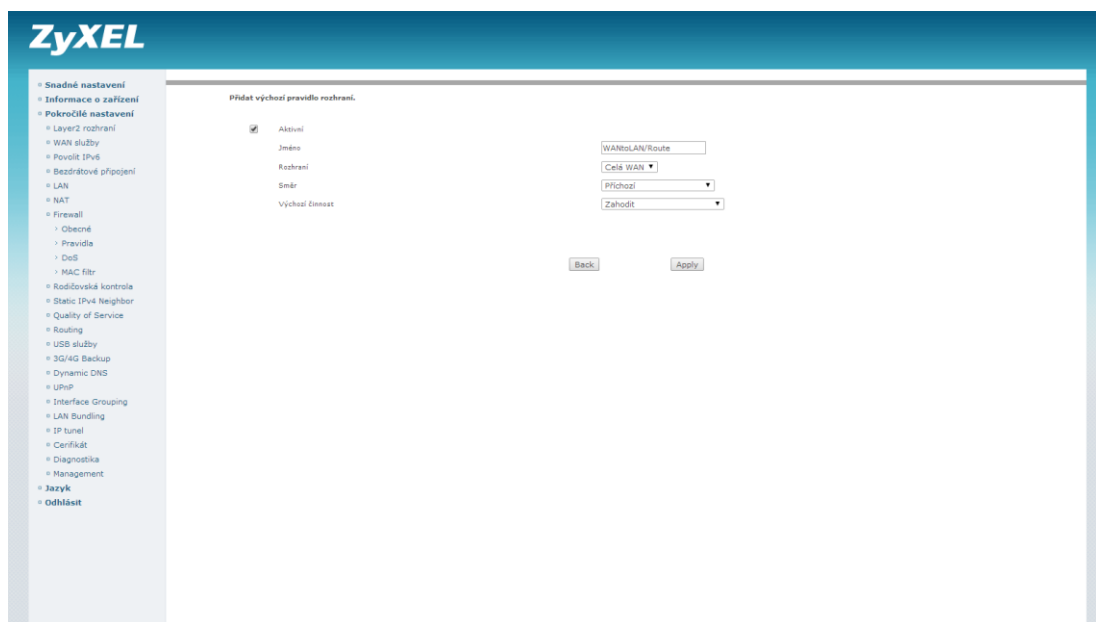 ZyXEL
Snadné nastavení
Informace o zařízení
Pokročilé nastavení
Layer2 rozhraní
WAN služby
Povolit IPv6
Bezdrátové připojení
LAN
NAT
Firewall
Obecné
Pravidla
DoS
MAC filtr
Rodičovská kontrola
Static IPv4 Neighbor
Quality of Service
Routing
USB služby
3G/4G Backup
Dynamic DNS
UPnP
Interface Grouping
LAN Bundling
IP tunel
Cerifikát
Diagnostika
Management
Jazyk
Odhlásit
Přidat výchozí pravidlo rozhraní.
Aktivní
Jméno WANtoLAN/Route
Rozhraní Celá WAN
Směr Příchozí
Výchozí činnost Zahodit
Back Apply